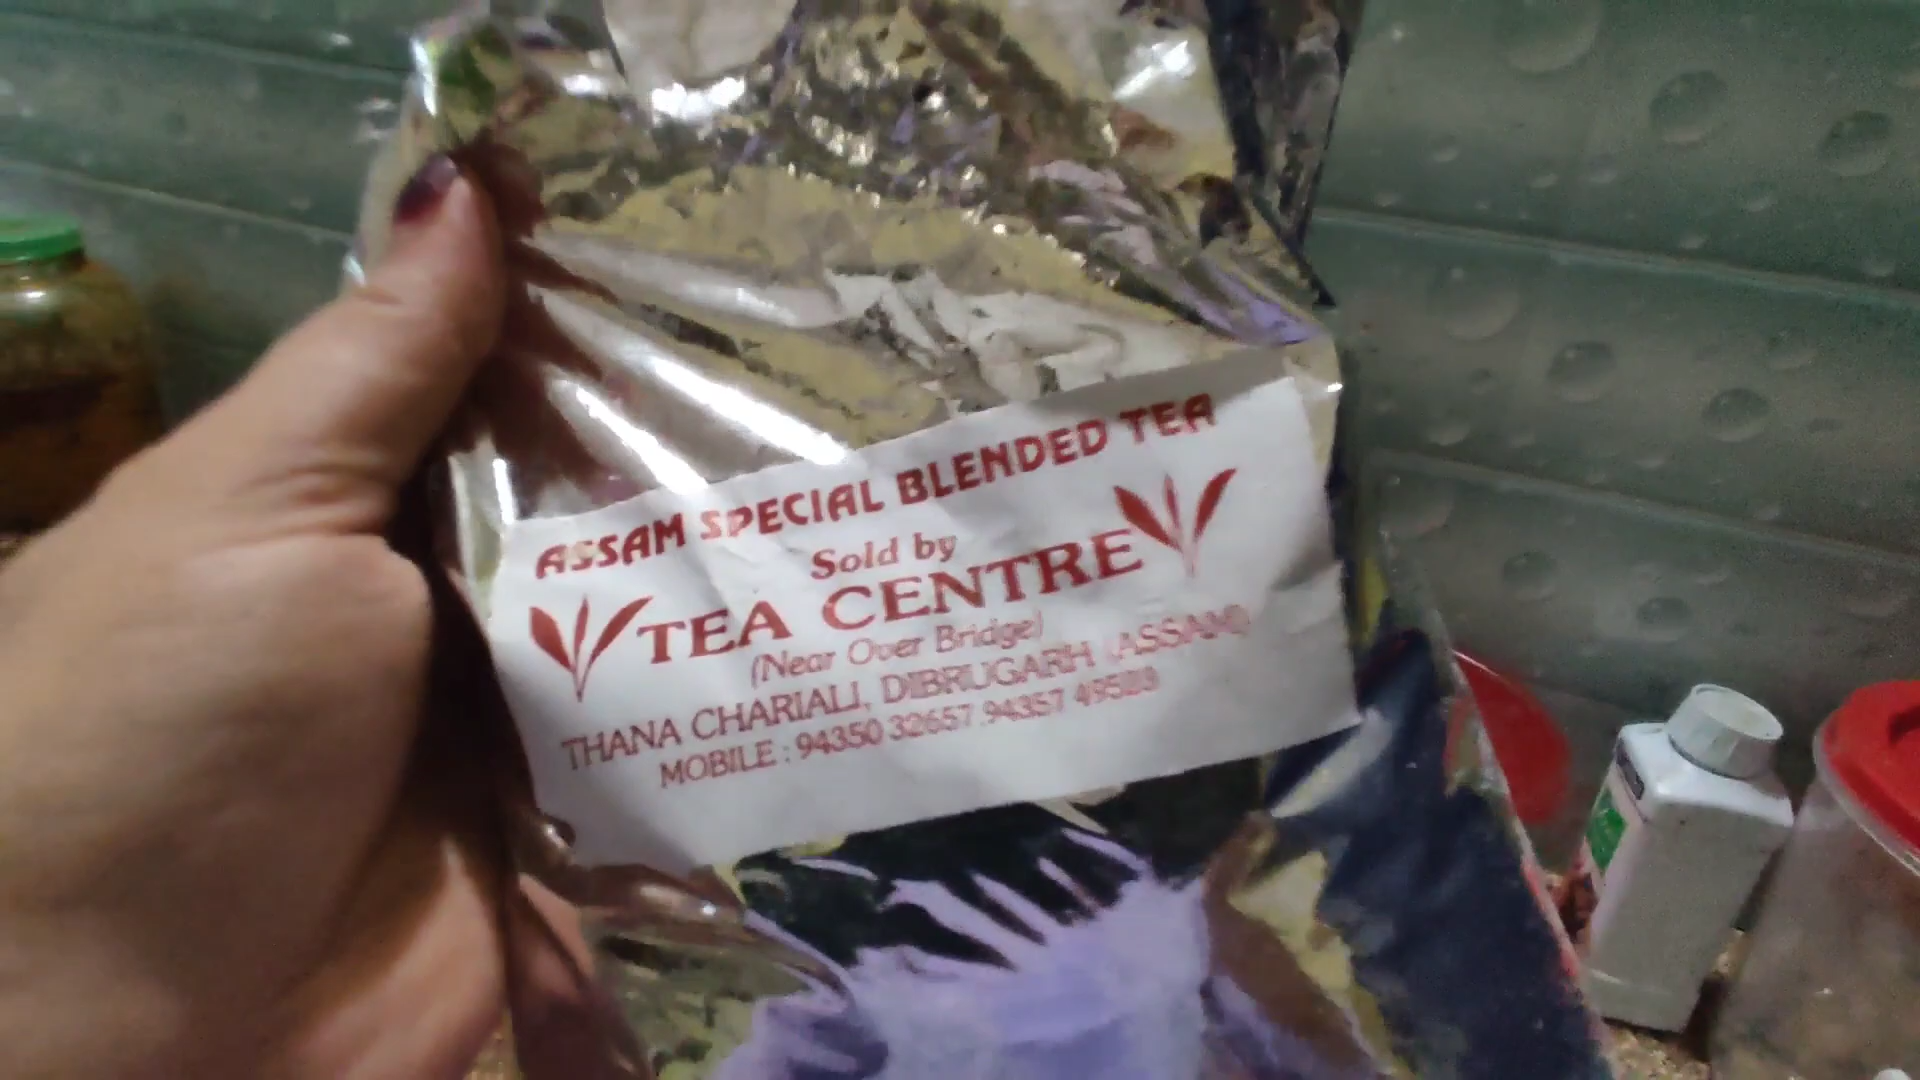 ASSAM SPECIAL BLENDED TEA
Sold by
TEA CENTRE
(Near Over Bridge)
THANA CHARIALI, DIBRUGARH (ASSAM)
MOBILE : 94350 32657 94357